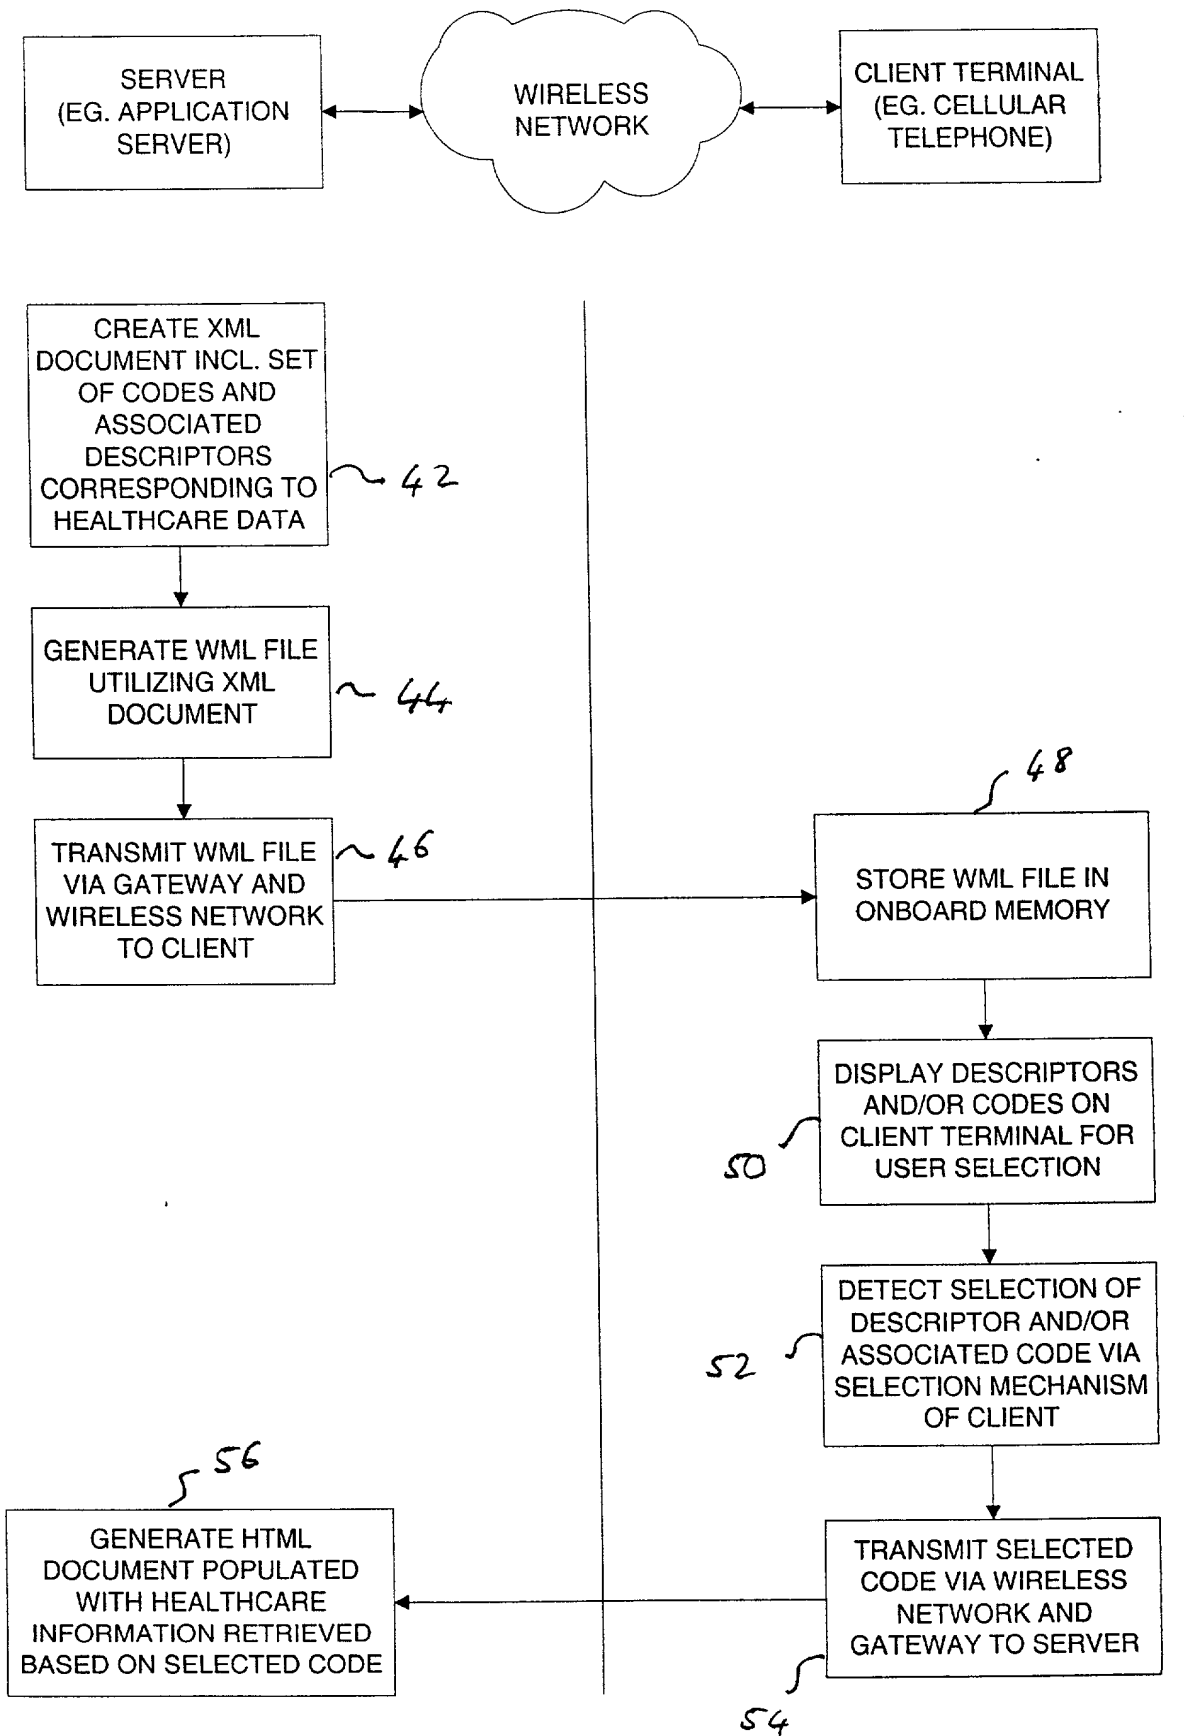 SERVER
(EG. APPLICATION
SERVER)
WIRELESS
NETWORK
CLIENT TERMINAL
(EG. CELLULAR
TELEPHONE)
CREATE XML
DOCUMENT INCL. SET
OF CODES AND
ASSOCIATED
DESCRIPTORS
CORRESPONDING TO
HEALTHCARE DATA
42
GENERATE WML FILE
UTILIZING XML
DOCUMENT
44
TRANSMIT WML FILE
VIA GATEWAY AND
WIRELESS NETWORK
TO CLIENT
46
48
STORE WML FILE IN
ONBOARD MEMORY
DISPLAY DESCRIPTORS
AND/OR CODES ON
CLIENT TERMINAL FOR
USER SELECTION
50
DETECT SELECTION OF
DESCRIPTOR AND/OR
ASSOCIATED CODE VIA
SELECTION MECHANISM
OF CLIENT
52
TRANSMIT SELECTED
CODE VIA WIRELESS
NETWORK AND
GATEWAY TO SERVER
54
56
GENERATE HTML
DOCUMENT POPULATED
WITH HEALTHCARE
INFORMATION RETRIEVED
BASED ON SELECTED CODE